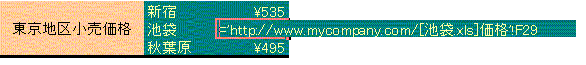 東京地区小売価格
新宿 ¥535
池袋 ='http://www.mycompany.com/[池袋.xls]価格'!F29
秋葉原 ¥495